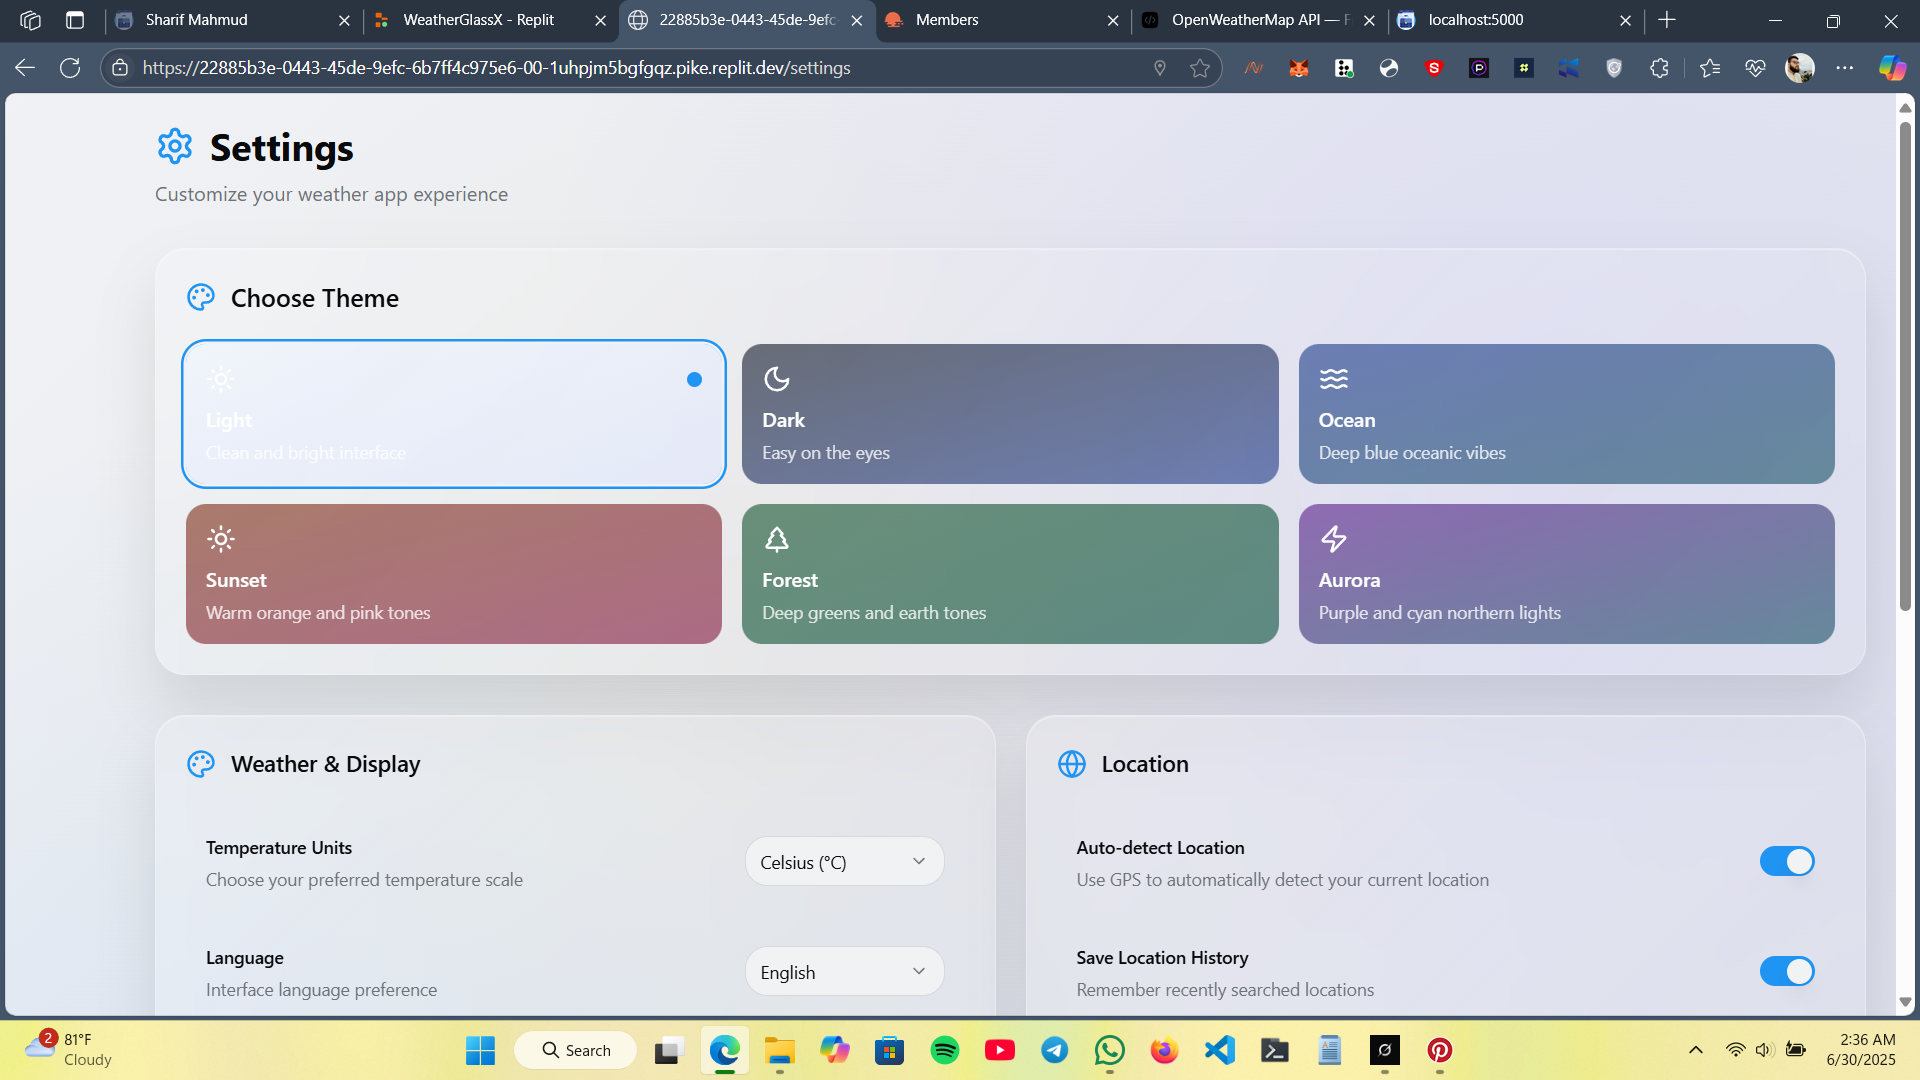 Sharif Mahmud
WeatherGlassX - Replit
22885b3e-0443-45de-9efc-
Members
OpenWeatherMap API — F
localhost:5000
https://22885b3e-0443-45de-9efc-6b7ff4c975e6-00-1uhpjm5bgfgqz.pike.replit.dev/settings
Settings
Customize your weather app experience
Choose Theme
Light
Clean and bright interface
Dark
Easy on the eyes
Ocean
Deep blue oceanic vibes
Sunset
Warm orange and pink tones
Forest
Deep greens and earth tones
Aurora
Purple and cyan northern lights
Weather & Display
Temperature Units
Choose your preferred temperature scale
Celsius (°C)
Language
Interface language preference
English
Location
Auto-detect Location
Use GPS to automatically detect your current location
Save Location History
Remember recently searched locations
2
81°F
Cloudy
Search
2:36 AM
6/30/2025